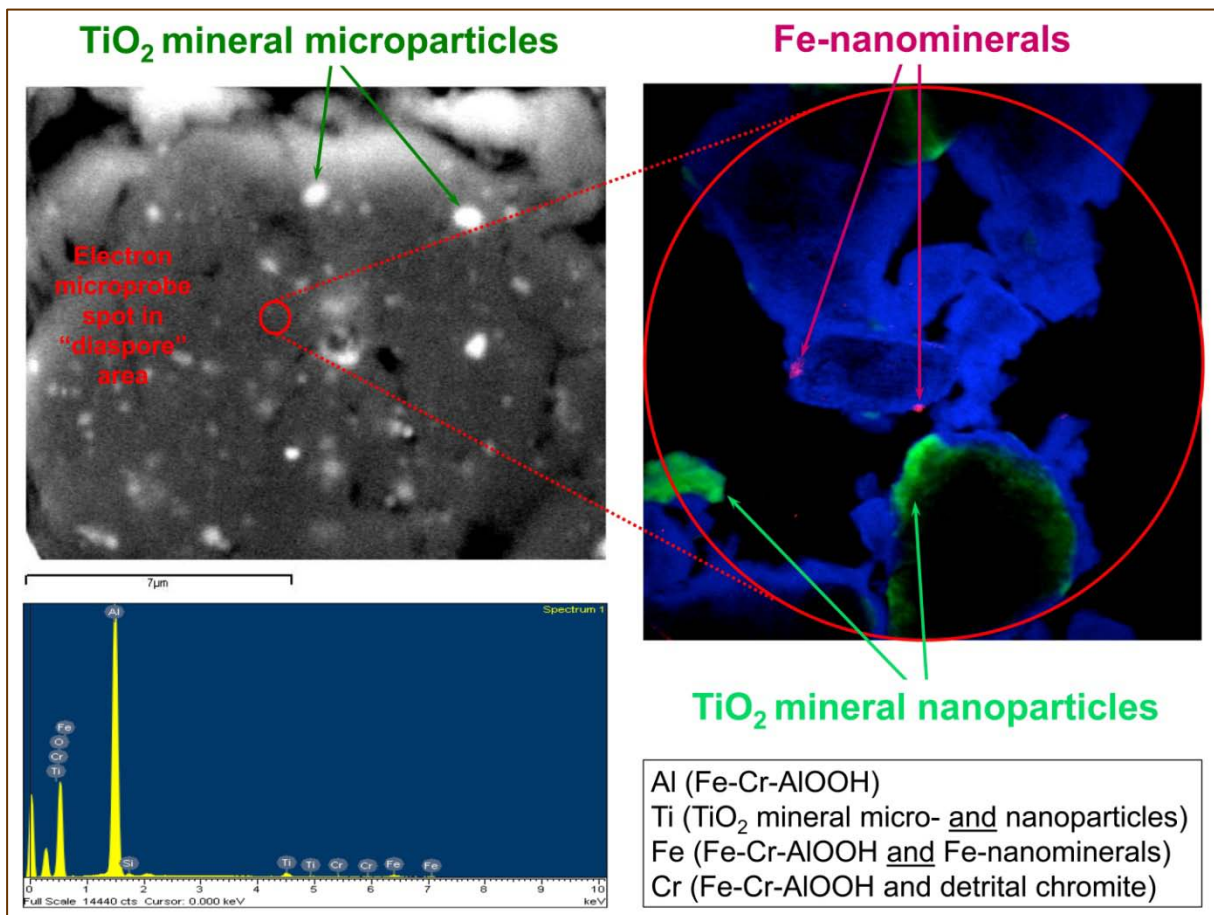 TiO₂ mineral microparticles
Fe-nanominerals
Electron
microprobe
spot in
“diaspore”
area
7µm
Spectrum 1
Al
Fe
O
Cr
Ti
Si
Ti
Ti
Cr
Cr
Fe
Fe
0 1 2 3 4 5 6 7 8 9 10
Full Scale 14440 cts Cursor: 0.000 keV
keV
TiO₂ mineral nanoparticles
Al (Fe-Cr-AlOOH)
Ti (TiO₂ mineral micro- and nanoparticles)
Fe (Fe-Cr-AlOOH and Fe-nanominerals)
Cr (Fe-Cr-AlOOH and detrital chromite)